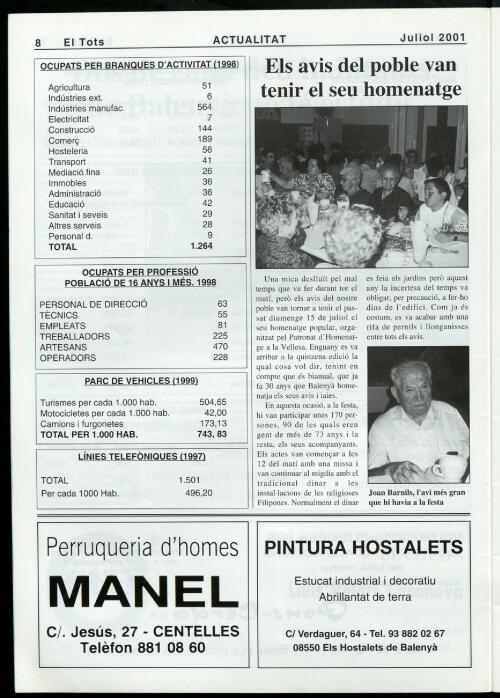 8 El Tots
ACTUALITAT
Juliol 2001
OCUPATS PER BRANQUES D'ACTIVITAT (1998)
Agricultura 51
Indústries ext. 6
Indústries manufac. 564
Electricitat 7
Construcció 144
Comerç 189
Hosteleria 56
Transport 41
Mediació fina 26
Immobles 36
Administració 36
Educació 42
Sanitat i seveis 29
Altres serveis 28
Personal d. 9
TOTAL 1.264
OCUPATS PER PROFESSIÓ
POBLACIÓ DE 16 ANYS I MÉS. 1998
PERSONAL DE DIRECCIÓ 63
TÈCNICS 55
EMPLEATS 81
TREBALLADORS 225
ARTESANS 470
OPERADORS 228
PARC DE VEHICLES (1999)
Turismes per cada 1.000 hab. 504,65
Motocicletes per cada 1.000 hab. 42,00
Camions i furgonetes 173,13
TOTAL PER 1.000 HAB. 743, 83
LÍNIES TELEFÒNIQUES (1997)
TOTAL 1.501
Per cada 1000 Hab. 496,20
Els avis del poble van
tenir el seu homenatge
Una mica deslluït pel mal
temps que va fer durant tot el
matí, però els avis del nostre
poble van tornar a tenir el pas-
sat diumenge 15 de juliol el
seu homenatge popular, orga-
nitzat pel Patronat d'Homenat-
ge a la Vellesa. Enguany es va
arribar a la quinzena edició la
qual cosa vol dir, tenint en
compte que és bianual, que ja
fa 30 anys que Balenyà home-
natja els seus avis i iaies.
En aquesta ocasió, a la festa,
hi van participar unes 170 per-
sones, 90 de les quals eren
gent de més de 73 anys i la
resta, els seus acompanyants.
Els actes van començar a les
12 del matí amb una missa i
van continuar al migdia amb el
tradicional dinar a les
instal·lacions de les religioses
Filipones. Normalment el dinar
es feia als jardins però aquest
any la incertesa del temps va
obligar, per precaució, a fer-ho
dins de l'edifici. Com ja és
costum, es va acabar amb una
rifa de pernils i llonganisses
entre tots els avis.
Joan Barnils, l'avi més gran
que hi havia a la festa
Perruqueria d'homes
MANEL
C/. Jesús, 27 - CENTELLES
Telèfon 881 08 60
PINTURA HOSTALETS
Estucat industrial i decoratiu
Abrillantat de terra
C/ Verdaguer, 64 - Tel. 93 882 02 67
08550 Els Hostalets de Balenyà